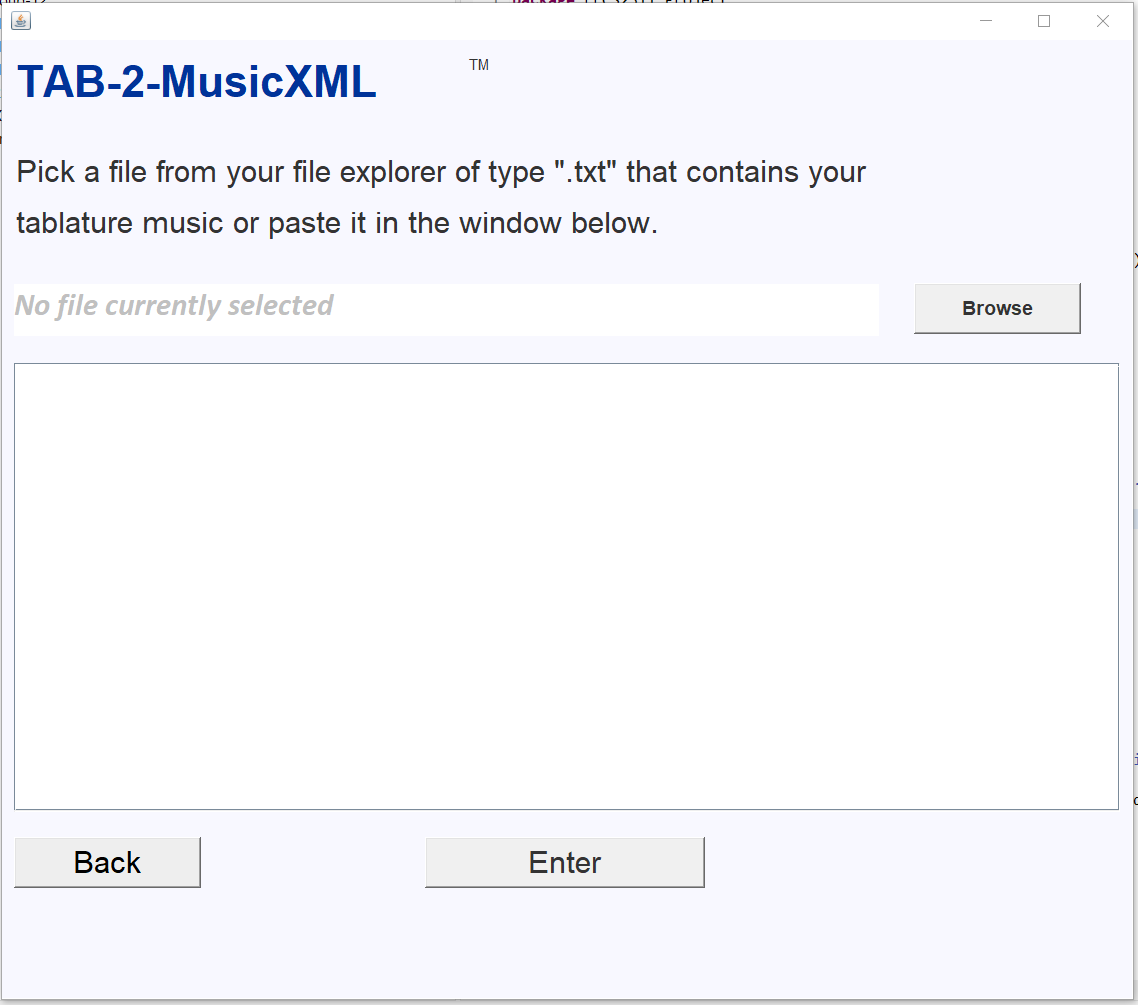 TAB-2-MusicXML TM
Pick a file from your file explorer of type ".txt" that contains your
tablature music or paste it in the window below.
No file currently selected
Browse
Back
Enter